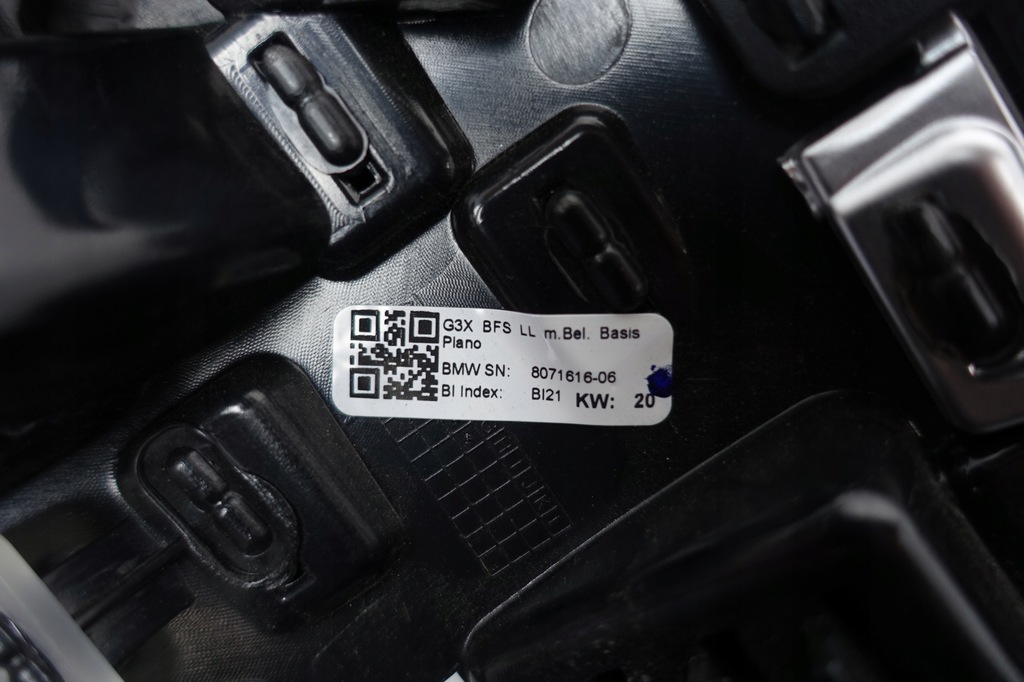 G3X BFS LL m.Bel. Basis
Piano
BMW SN: 8071616-06
BI Index: BI21 KW: 20